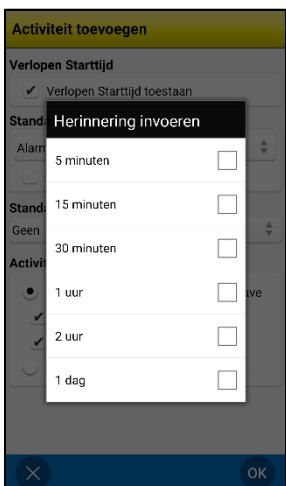 Activiteit toevoegen
Verlopen Starttijd
Verlopen Starttijd toestaan
Herinnering invoeren
5 minuten
15 minuten
30 minuten
1 uur
2 uur
1 dag
Geen
OK